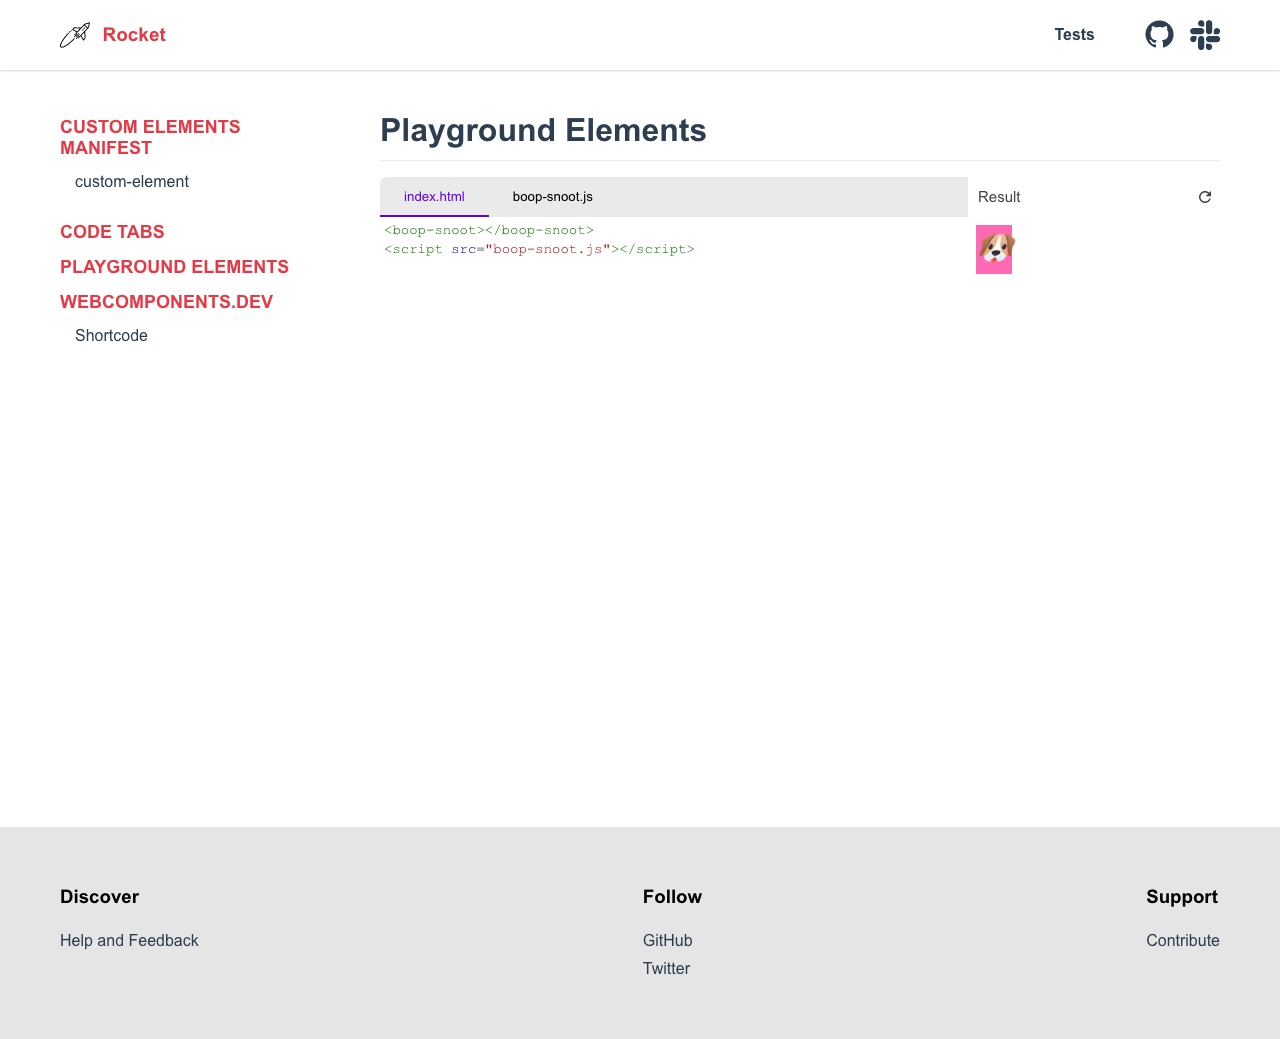 Rocket
Tests
CUSTOM ELEMENTS
MANIFEST
custom-element
CODE TABS
PLAYGROUND ELEMENTS
WEBCOMPONENTS.DEV
Shortcode
Playground Elements
index.html
boop-snoot.js
Result
<boop-snoot></boop-snoot>
<script src="boop-snoot.js"></script>
Discover
Help and Feedback
Follow
GitHub
Twitter
Support
Contribute